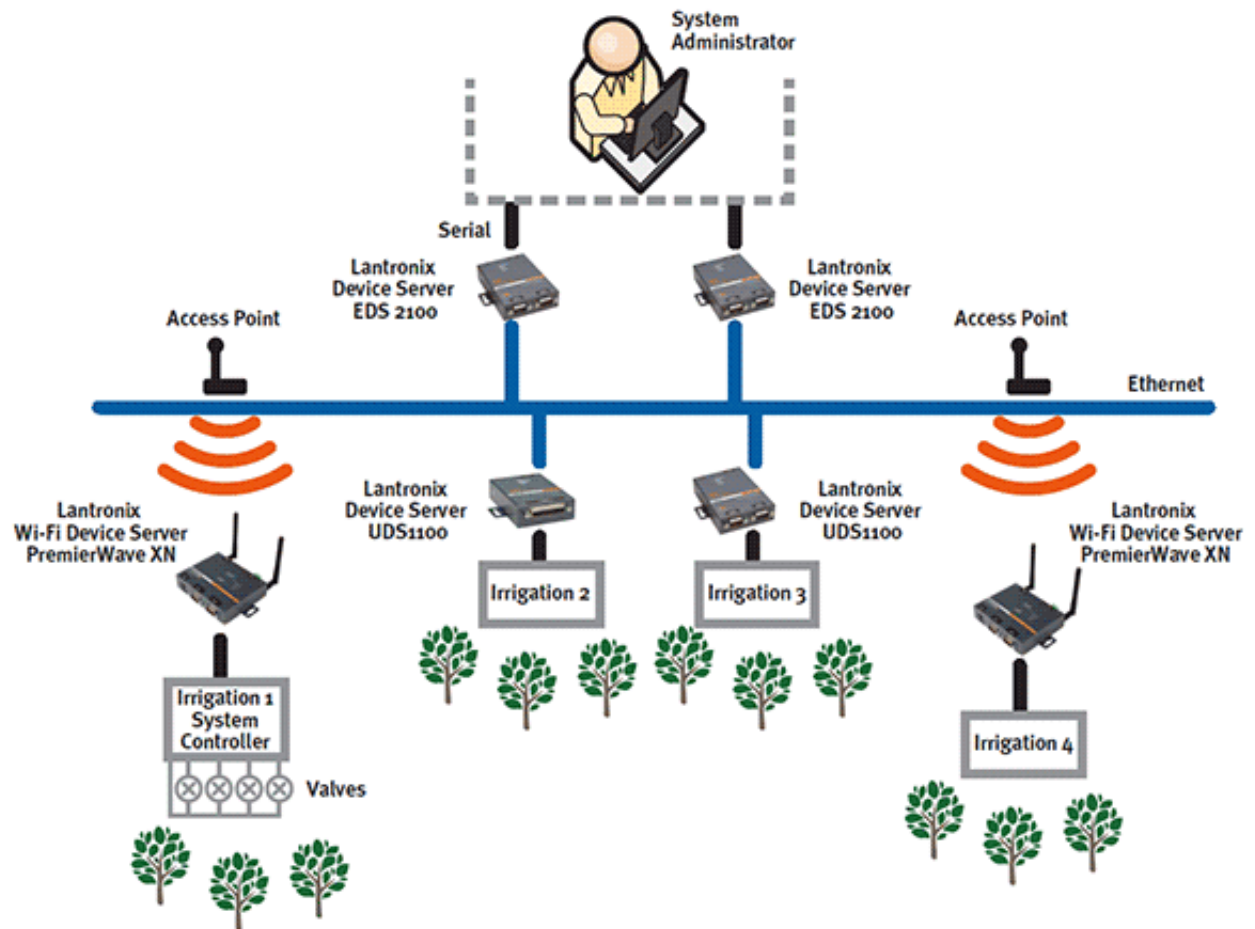 System
Administrator
Serial
Lantronix
Device Server
EDS 2100
Lantronix
Device Server
EDS 2100
Access Point
Access Point
Ethernet
Lantronix
Wi-Fi Device Server
PremierWave XN
Lantronix
Device Server
UDS1100
Lantronix
Device Server
UDS1100
Lantronix
Wi-Fi Device Server
PremierWave XN
Irrigation 2
Irrigation 3
Irrigation 1
System
Controller
Irrigation 4
Valves